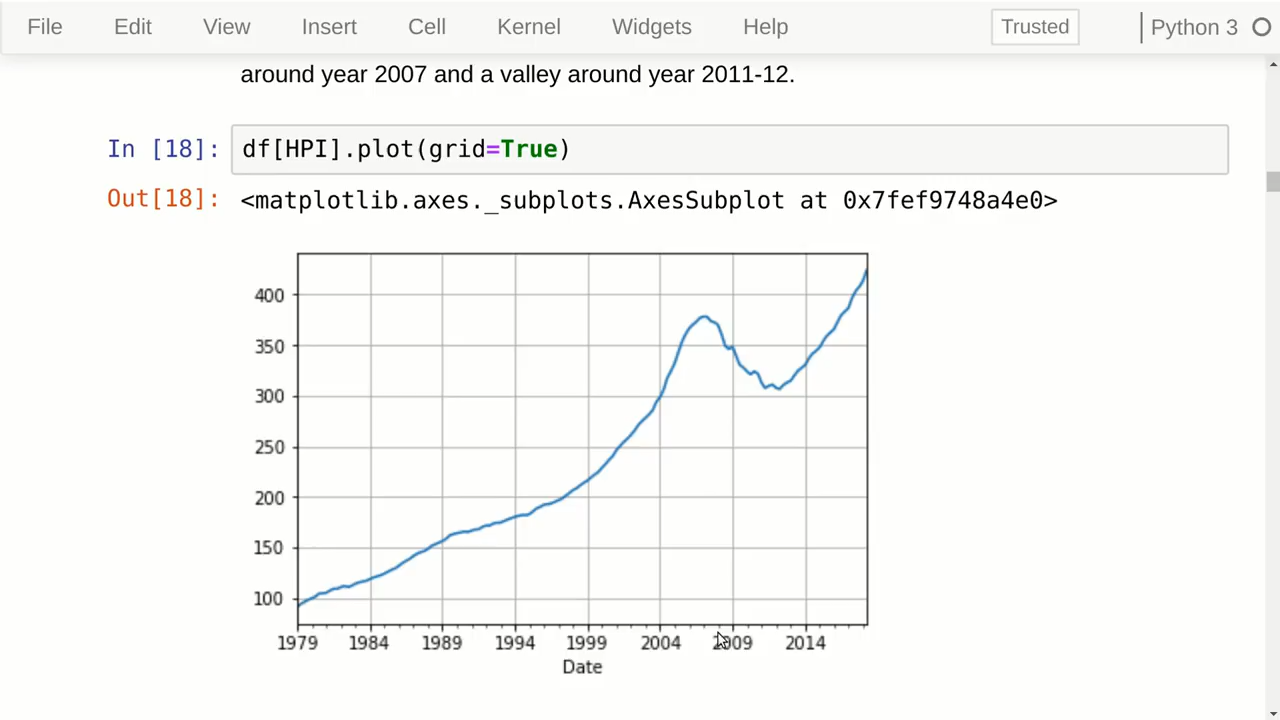 File Edit View Insert Cell Kernel Widgets Help Trusted Python 3
around year 2007 and a valley around year 2011-12.
In [18]: df[HPI].plot(grid=True)
Out[18]: <matplotlib.axes._subplots.AxesSubplot at 0x7fef9748a4e0>
400
350
300
250
200
150
100
1979 1984 1989 1994 1999 2004 2009 2014
Date